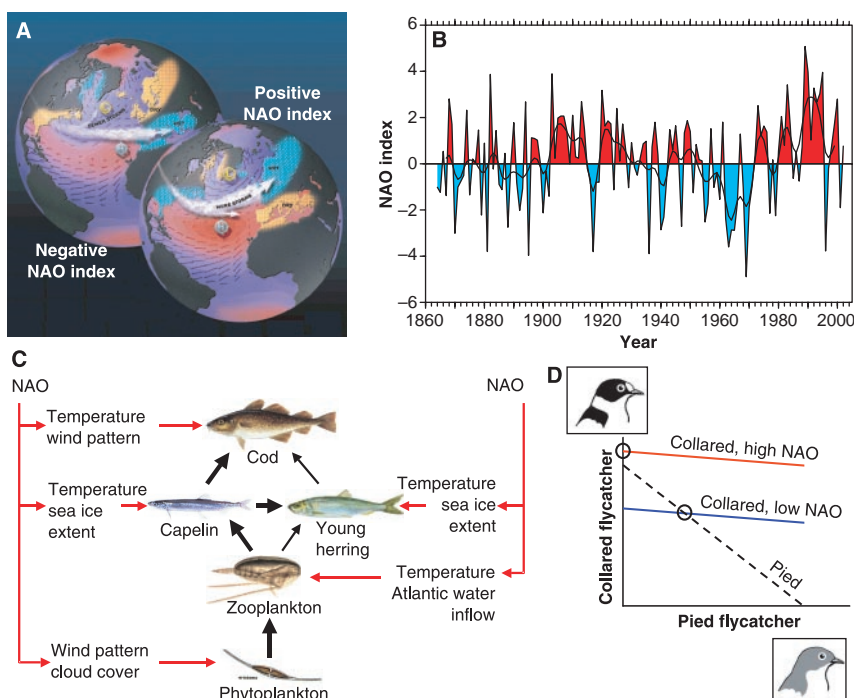 A
Positive
NAO index
Negative
NAO index
B
NAO index
6
4
2
0
−2
−4
−6
1860
1880
1900
1920
1940
1960
1980
2000
Year
C
NAO
NAO
Temperature
wind pattern
Cod
Temperature
sea ice
extent
Capelin
Young
herring
Temperature
sea ice
extent
Zooplankton
Temperature
Atlantic water
inflow
Wind pattern
cloud cover
Phytoplankton
D
Collared flycatcher
Collared, high NAO
Collared, low NAO
Pied
Pied flycatcher